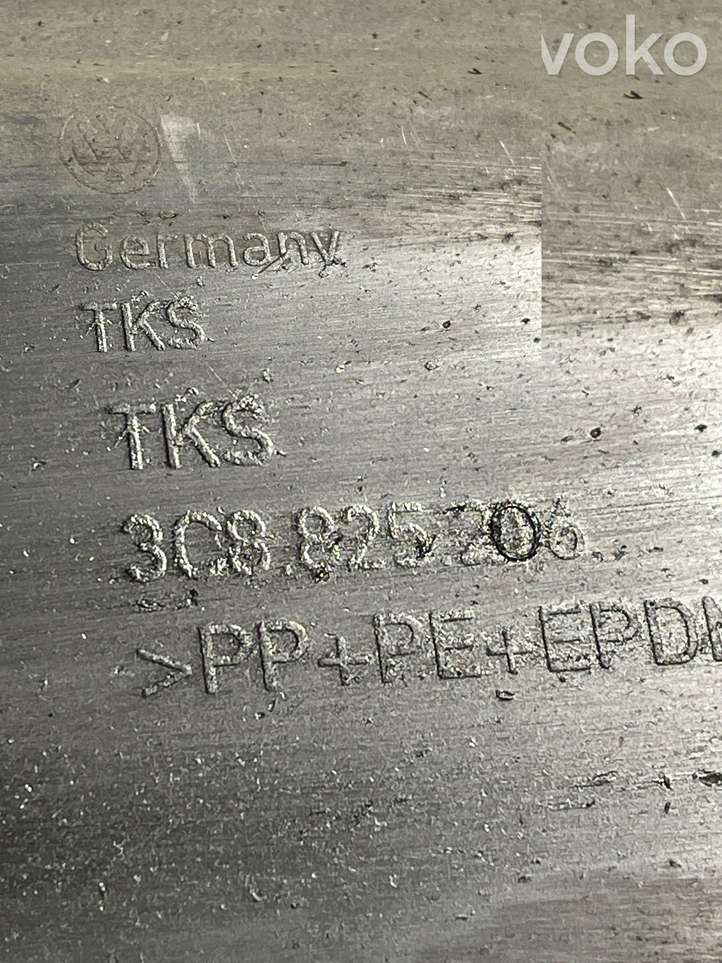 voko
Germany
TKS
TKS
3C8.825.206
>PP+PE+EPD